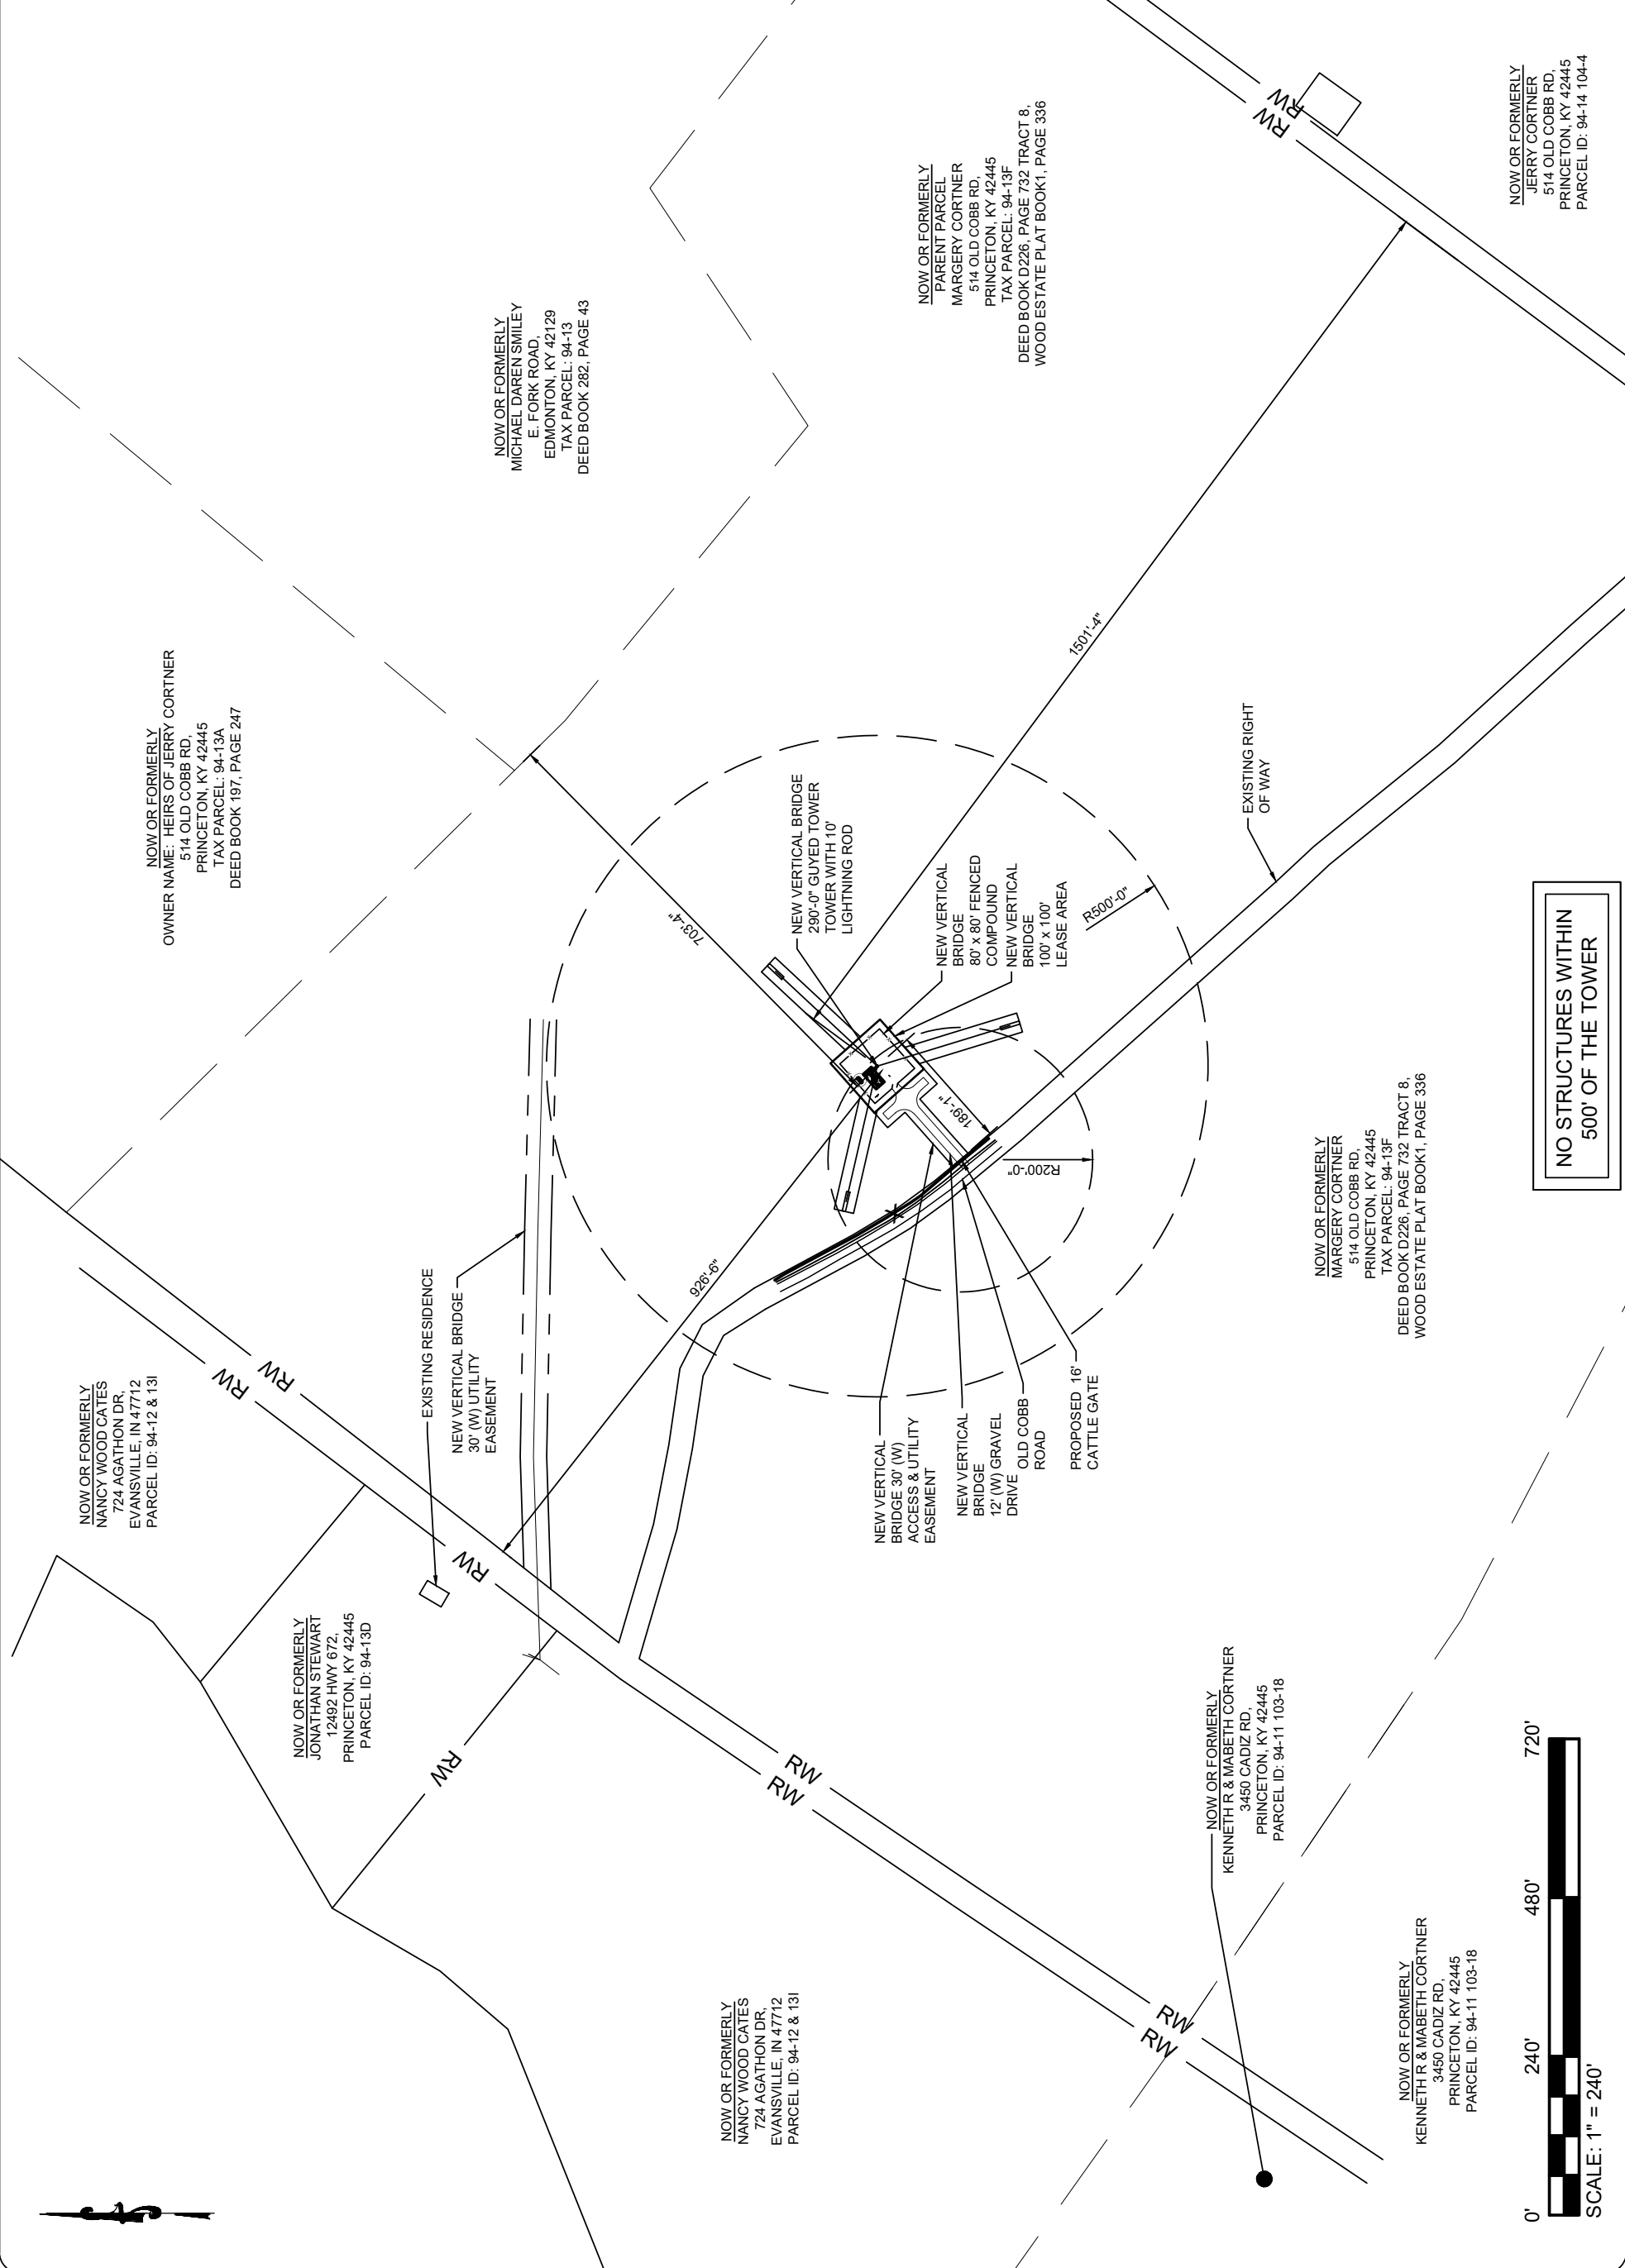 NOW OR FORMERLY
NANCY WOOD CATES
724 AGATHON DR,
EVANSVILLE, IN 47712
PARCEL ID: 94-12 & 13I
NOW OR FORMERLY
OWNER NAME: HEIRS OF JERRY CORTNER
514 OLD COBB RD,
PRINCETON, KY 42445
TAX PARCEL: 94-13A
DEED BOOK 197, PAGE 247
NOW OR FORMERLY
JONATHAN STEWART
12492 HWY 672,
PRINCETON, KY 42445
PARCEL ID: 94-13D
RW
RW
EXISTING RESIDENCE
NEW VERTICAL BRIDGE
30' (W) UTILITY
EASEMENT
RW
RW
NOW OR FORMERLY
MICHAEL DAREN SMILEY
E. FORK ROAD,
EDMONTON, KY 42129
TAX PARCEL: 94-13
DEED BOOK 282, PAGE 43
703'-4"
926'-6"
NOW OR FORMERLY
NANCY WOOD CATES
724 AGATHON DR,
EVANSVILLE, IN 47712
PARCEL ID: 94-12 & 13I
RW
RW
NEW VERTICAL BRIDGE
290'-0" GUYED TOWER
TOWER WITH 10'
LIGHTNING ROD
NOW OR FORMERLY
PARENT PARCEL
MARGERY CORTNER
514 OLD COBB RD,
PRINCETON, KY 42445
TAX PARCEL: 94-13F
DEED BOOK D226, PAGE 732 TRACT 8,
WOOD ESTATE PLAT BOOK1, PAGE 336
NEW VERTICAL
BRIDGE 30' (W)
ACCESS & UTILITY
EASEMENT
NEW VERTICAL
BRIDGE
12' (W) GRAVEL
DRIVE
OLD COBB
ROAD
PROPOSED 16'
CATTLE GATE
NEW VERTICAL
BRIDGE
80' x 80' FENCED
COMPOUND
NEW VERTICAL
BRIDGE
100' x 100'
LEASE AREA
189'-1"
R200'-0"
R500'-0"
1501'-4"
RW
RW
EXISTING RIGHT
OF WAY
NOW OR FORMERLY
KENNETH R & MABETH CORTNER
3450 CADIZ RD,
PRINCETON, KY 42445
PARCEL ID: 94-11 103-18
RW
RW
NOW OR FORMERLY
MARGERY CORTNER
514 OLD COBB RD,
PRINCETON, KY 42445
TAX PARCEL: 94-13F
DEED BOOK D226, PAGE 732 TRACT 8,
WOOD ESTATE PLAT BOOK1, PAGE 336
NOW OR FORMERLY
KENNETH R & MABETH CORTNER
3450 CADIZ RD,
PRINCETON, KY 42445
PARCEL ID: 94-11 103-18
NOW OR FORMERLY
JERRY CORTNER
514 OLD COBB RD,
PRINCETON, KY 42445
PARCEL ID: 94-14 104-4
NO STRUCTURES WITHIN
500' OF THE TOWER
0' 240' 480' 720'
SCALE: 1" = 240'